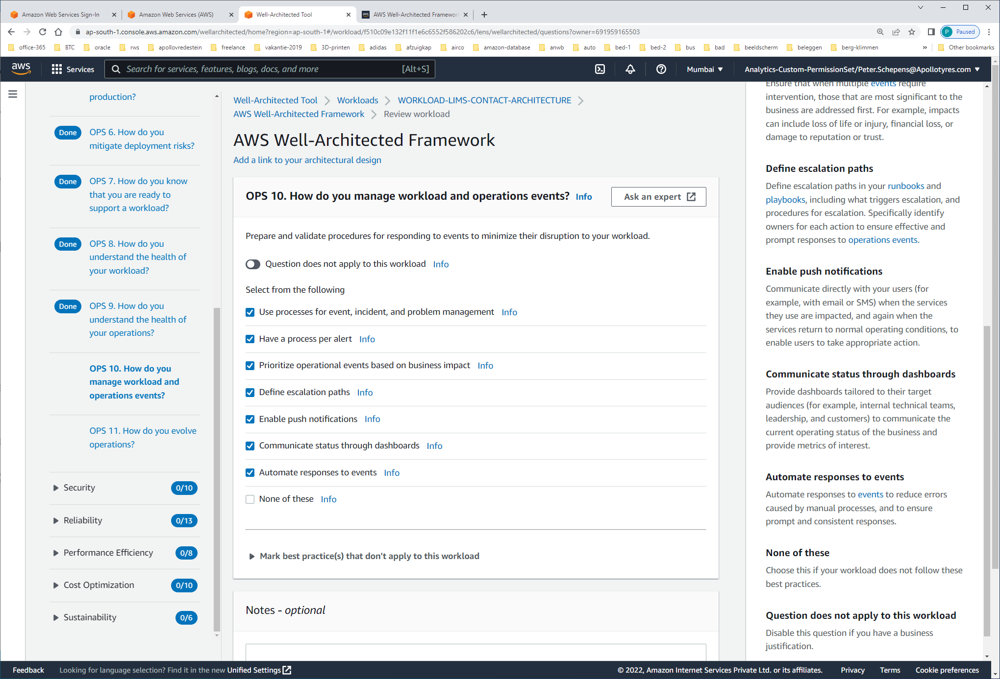 Amazon Web Services Sign-In
Amazon Web Services (AWS)
Well-Architected Tool
AWS Well-Architected Framework
ap-south-1.console.aws.amazon.com/wellarchitected/home?region=ap-south-1#/workload/f510c09e132f11f1e6c6552f586202c6/lens/wellarchitected/questions?owner=691959165503
P Paused
office-365
BTC
oracle
rws
apollovredestein
freelance
vakantie-2019
3D-printen
adidas
afzuigkap
airco
amazon-database
anwb
auto
bed-1
bed-2
bus
bad
beeldscherm
beleggen
berg-klimmen
»
Other bookmarks
aws
Services
Search for services, features, blogs, docs, and more
[Alt+S]
Mumbai
Analytics-Custom-PermissionSet/Peter.Schepens@Apollotyres.com
production?
Done
OPS 6. How do you
mitigate deployment risks?
Done
OPS 7. How do you know
that you are ready to
support a workload?
Done
OPS 8. How do you
understand the health of
your workload?
Done
OPS 9. How do you
understand the health of
your operations?
OPS 10. How do you
manage workload and
operations events?
OPS 11. How do you evolve
operations?
Security 0/10
Reliability 0/13
Performance Efficiency 0/8
Cost Optimization 0/10
Sustainability 0/6
Well-Architected Tool > Workloads > WORKLOAD-LIMS-CONTACT-ARCHITECTURE >
AWS Well-Architected Framework > Review workload
AWS Well-Architected Framework
Add a link to your architectural design
OPS 10. How do you manage workload and operations events? Info
Ask an expert
Prepare and validate procedures for responding to events to minimize their disruption to your workload.
Question does not apply to this workload Info
Select from the following
Use processes for event, incident, and problem management Info
Have a process per alert Info
Prioritize operational events based on business impact Info
Define escalation paths Info
Enable push notifications Info
Communicate status through dashboards Info
Automate responses to events Info
None of these Info
Mark best practice(s) that don't apply to this workload
Notes - optional
Ensure that when multiple events require
intervention, those that are most significant to the
business are addressed first. For example, impacts
can include loss of life or injury, financial loss, or
damage to reputation or trust.
Define escalation paths
Define escalation paths in your runbooks and
playbooks, including what triggers escalation, and
procedures for escalation. Specifically identify
owners for each action to ensure effective and
prompt responses to operations events.
Enable push notifications
Communicate directly with your users (for
example, with email or SMS) when the services
they use are impacted, and again when the
services return to normal operating conditions, to
enable users to take appropriate action.
Communicate status through dashboards
Provide dashboards tailored to their target
audiences (for example, internal technical teams,
leadership, and customers) to communicate the
current operating status of the business and
provide metrics of interest.
Automate responses to events
Automate responses to events to reduce errors
caused by manual processes, and to ensure
prompt and consistent responses.
None of these
Choose this if your workload does not follow these
best practices.
Question does not apply to this workload
Disable this question if you have a business
justification.
Feedback
Looking for language selection? Find it in the new Unified Settings
© 2022, Amazon Internet Services Private Ltd. or its affiliates.
Privacy
Terms
Cookie preferences